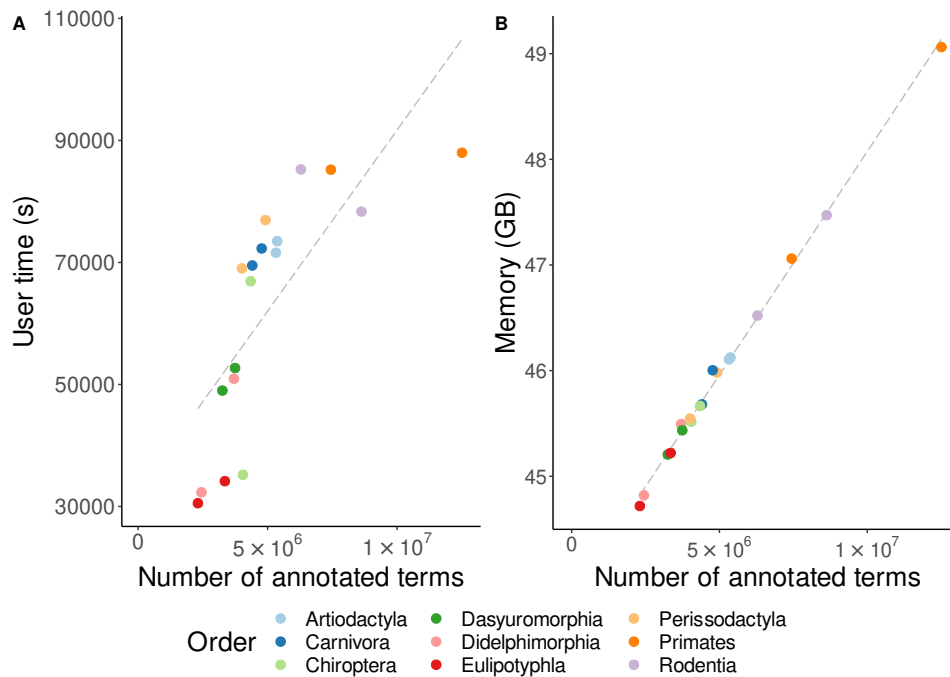 A
B
110000
90000
70000
50000
30000
User time (s)
0
5 × 10⁶
1 × 10⁷
Number of annotated terms
49
48
47
46
45
Memory (GB)
0
5 × 10⁶
1 × 10⁷
Number of annotated terms
Order
Artiodactyla
Carnivora
Chiroptera
Dasyuromorphia
Didelphimorphia
Eulipotyphla
Perissodactyla
Primates
Rodentia